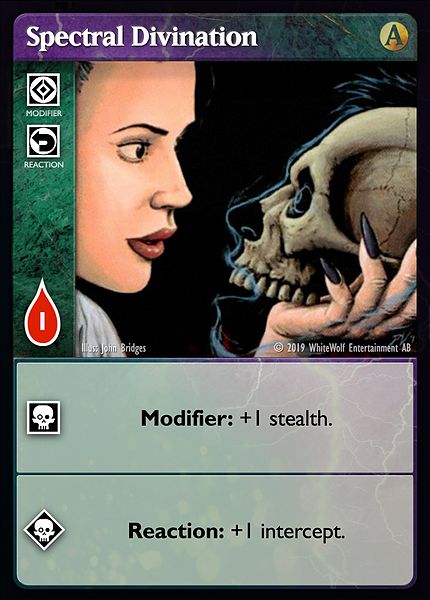 Spectral Divination
A
MODIFIER
REACTION
1
Illus: John Bridges
© 2019 WhiteWolf Entertainment AB
Modifier: +1 stealth.
Reaction: +1 intercept.